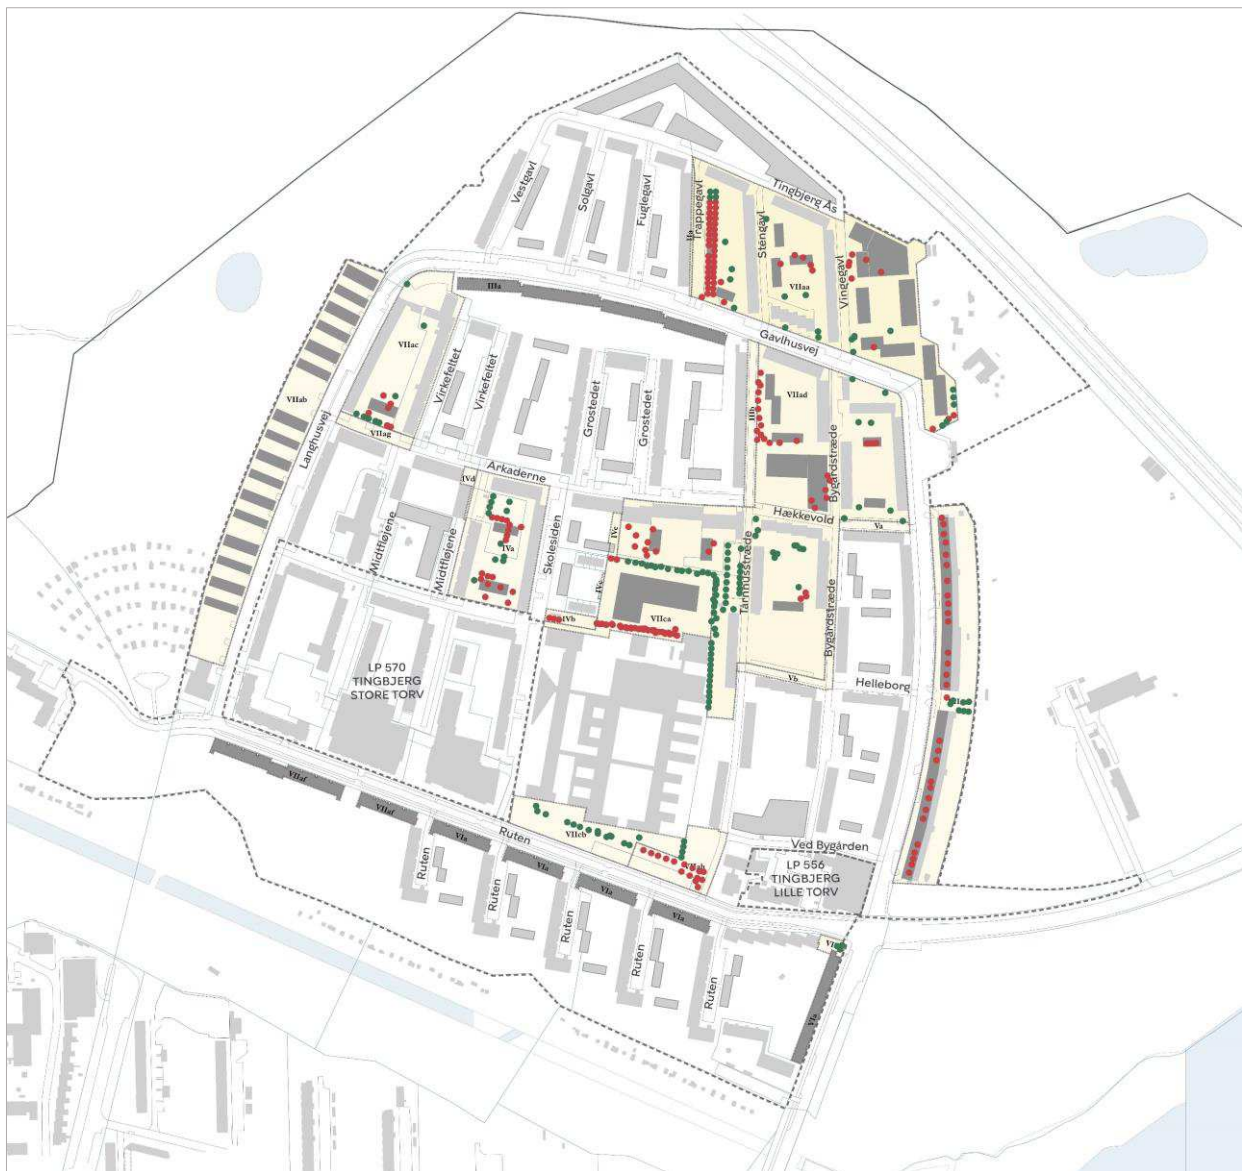 Vestgavl
Solgavl
Fuglegavl
IIa
Trappegavl
Stengavl
Tingbjerg Ås
Vingegavl
VIIaa
IIIa
Gavlhusvej
VIIac
Virkefeltet
Virkefeltet
Grostedet
Grostedet
IIIb
VIIad
Bygårdstræde
VIIab
Langhusvej
VIIag
Arkaderne
IVd
Midtfløjene
Midtfløjene
IVa
Skolesiden
IVc
IVc
Hækkevold
Va
Tårnhusstræde
IVb
VIIca
Bygårdstræde
Vb
Helleborg
LP 570
TINGBJERG
STORE TORV
VIIaf
VIIaf
VIa
VIa
VIa
VIa
Ruten
VIIcb
Ved Bygården
LP 556
TINGBJERG
LILLE TORV
Ruten
Ruten
Ruten
Ruten
Ruten
VIa